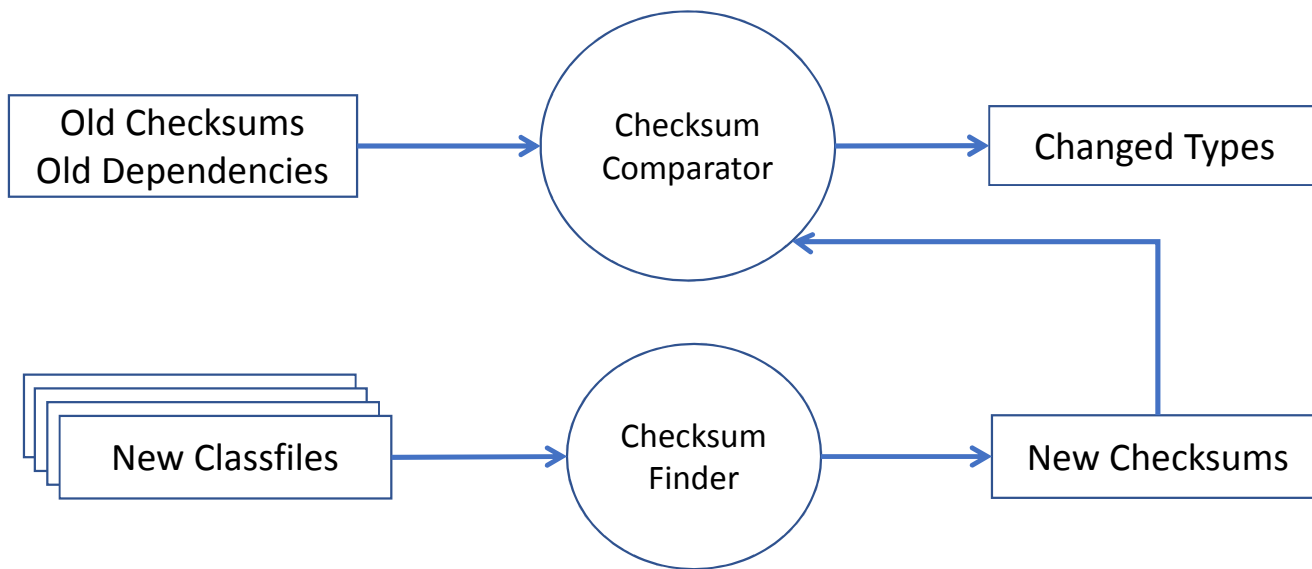 Old Checksums
Old Dependencies
Checksum
Comparator
Changed Types
New Classfiles
Checksum
Finder
New Checksums